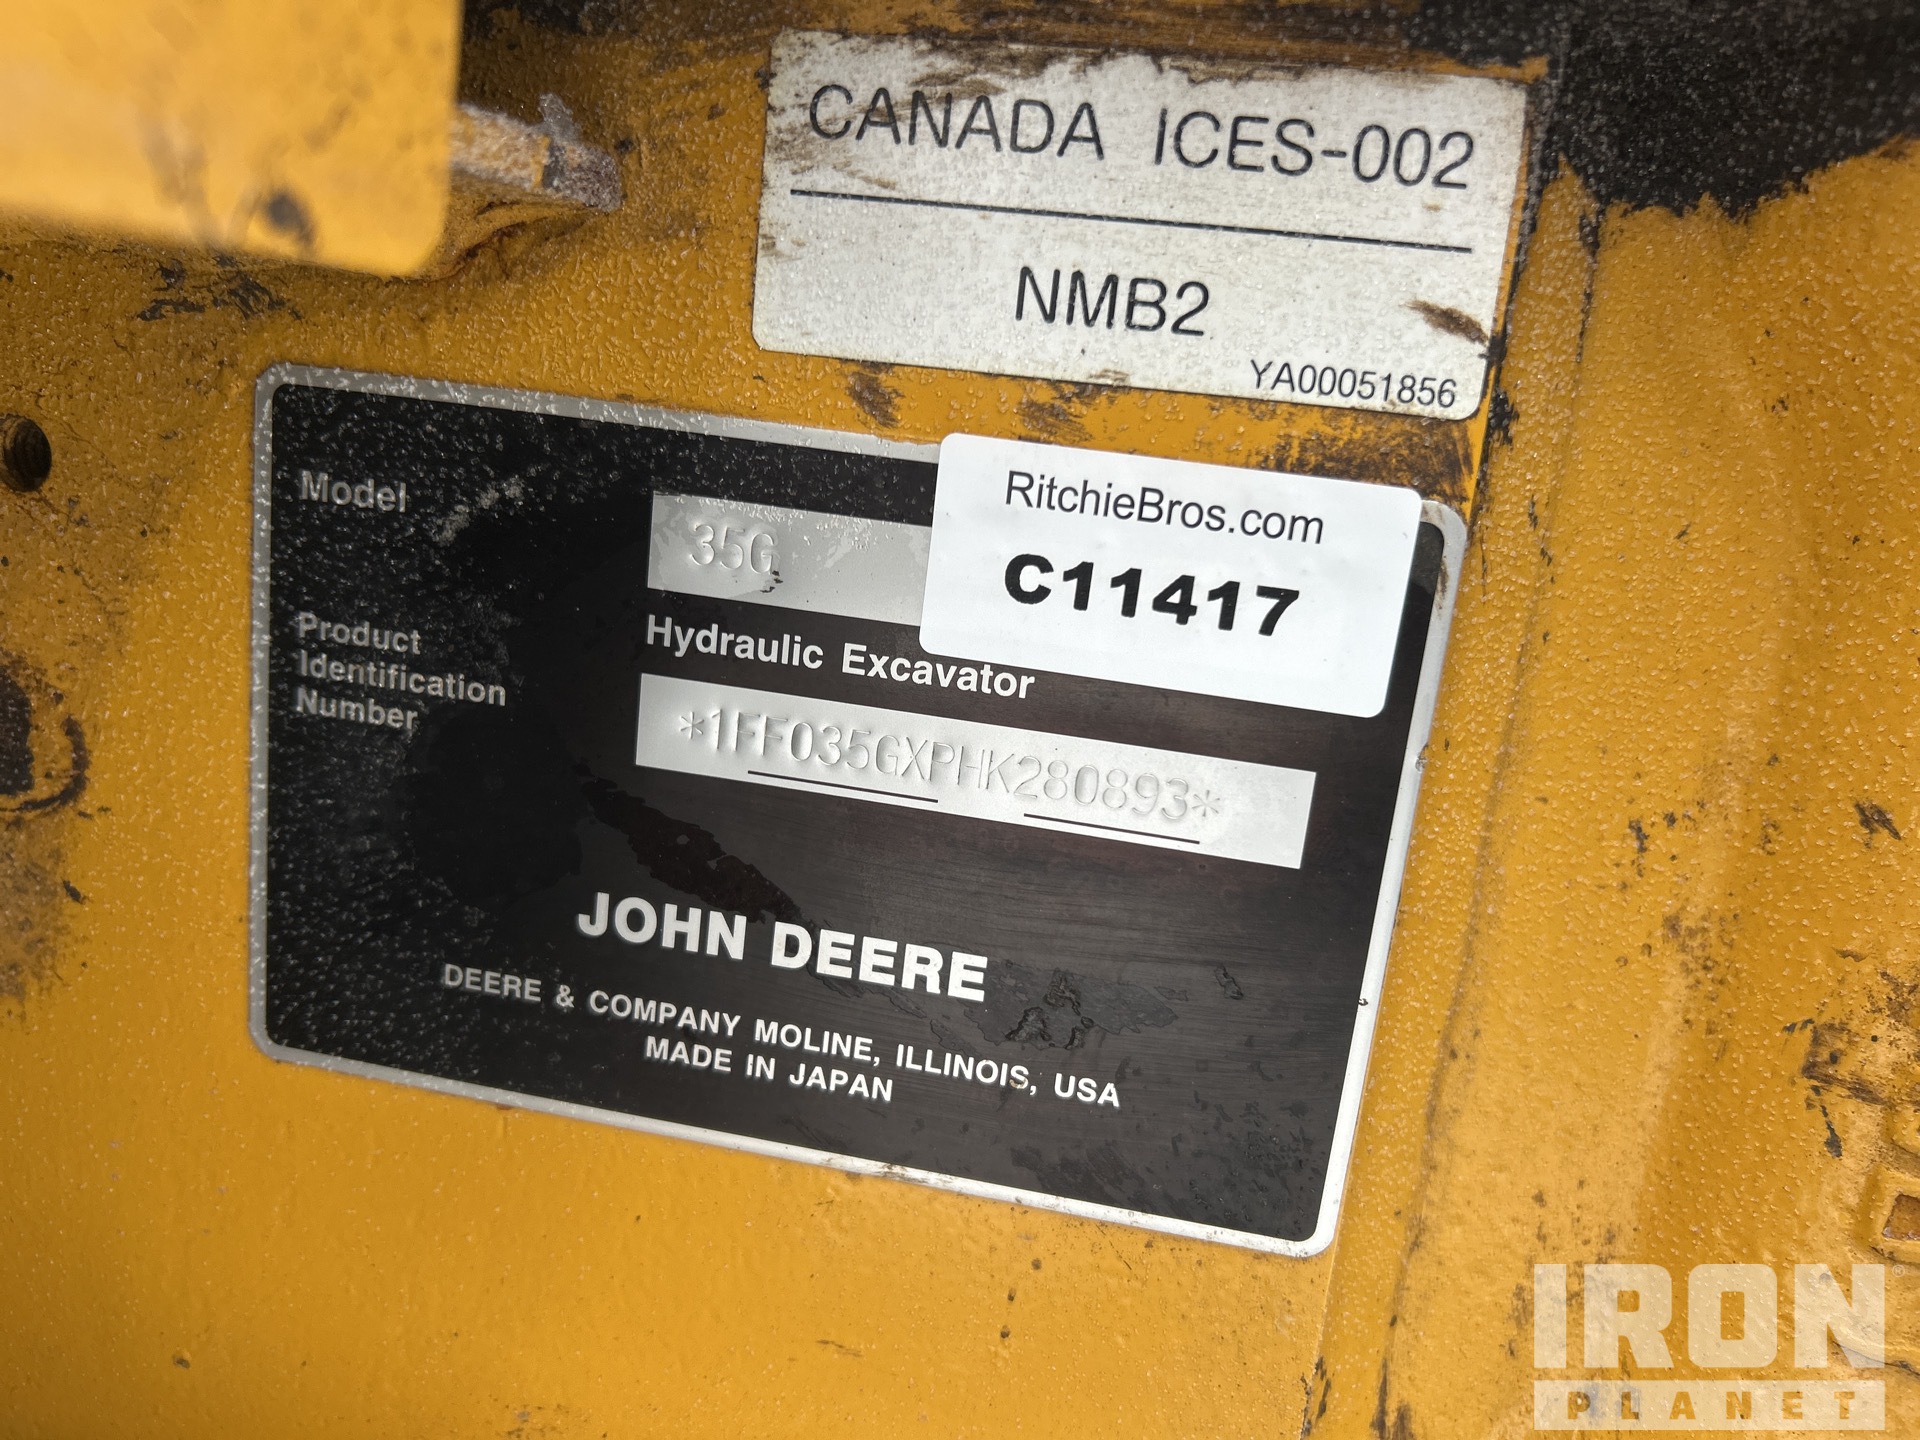 CANADA ICES-002
NMB2
YA00051856
RitchieBros.com
C11417
Model
35G
Hydraulic Excavator
Product
Identification
Number
*1FF035GXPHK280893*
JOHN DEERE
DEERE & COMPANY MOLINE, ILLINOIS, USA
MADE IN JAPAN
IRON
PLANET